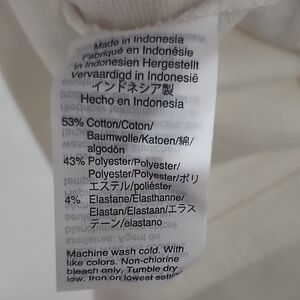 Made in Indonesia
Fabriqué en Indonésie
in Indonesien Hergestellt
Vervaardigd in Indonesië
インドネシア製
Hecho en Indonesia
53% Cotton/Coton/
Baumwolle/Katoen/綿/
algodón
43% Polyester/Polyester/
Polyester/Polyester/ポリ
エステル/poliéster
4% Elastane/Élasthanne/
Elastan/Elastaan/エラス
テーン/elastano
Machine wash cold. With
like colors. Non-chlorine
bleach only. Tumble dry
low. Iron on lowest setting